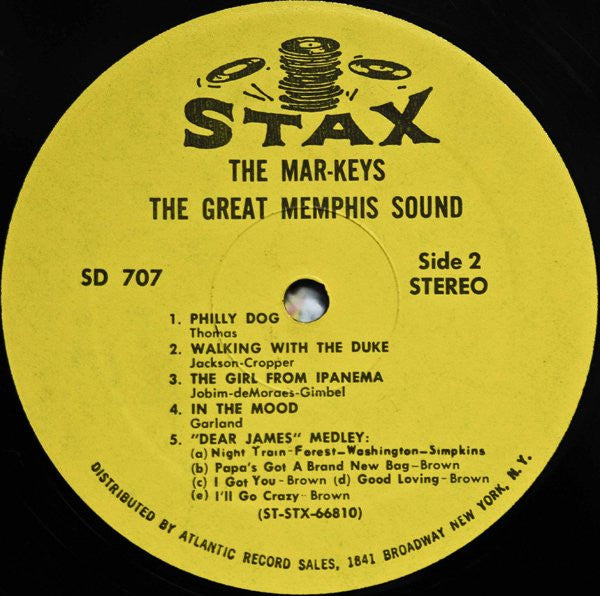 STAX
THE MAR-KEYS
THE GREAT MEMPHIS SOUND
SD 707
Side 2
STEREO
1. PHILLY DOG
Thomas
2. WALKING WITH THE DUKE
Jackson-Cropper
3. THE GIRL FROM IPANEMA
Jobim-deMoraes-Gimbel
4. IN THE MOOD
Garland
5. "DEAR JAMES" MEDLEY:
(a) Night Train-Forest-Washington-Simpkins
(b) Papa's Got A Brand New Bag-Brown
(c) I Got You-Brown (d) Good Loving-Brown
(e) I'll Go Crazy-Brown
(ST-STX-66810)
DISTRIBUTED BY ATLANTIC RECORD SALES, 1841 BROADWAY NEW YORK, N. Y.